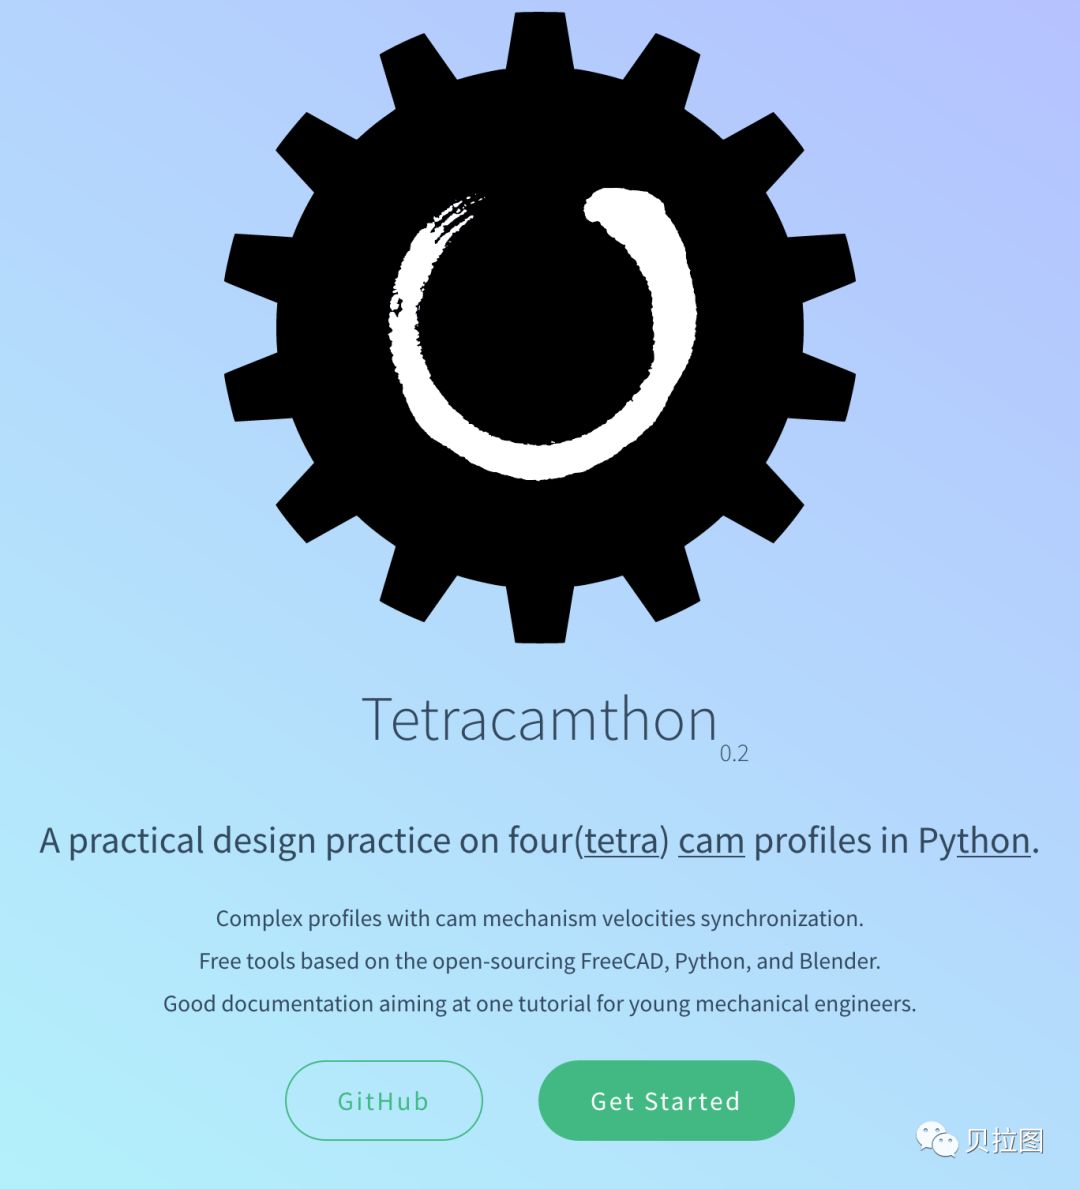 Tetracamthon
0.2
A practical design practice on four(tetra) cam profiles in Python.
Complex profiles with cam mechanism velocities synchronization.
Free tools based on the open-sourcing FreeCAD, Python, and Blender.
Good documentation aiming at one tutorial for young mechanical engineers.
GitHub
Get Started
贝拉图